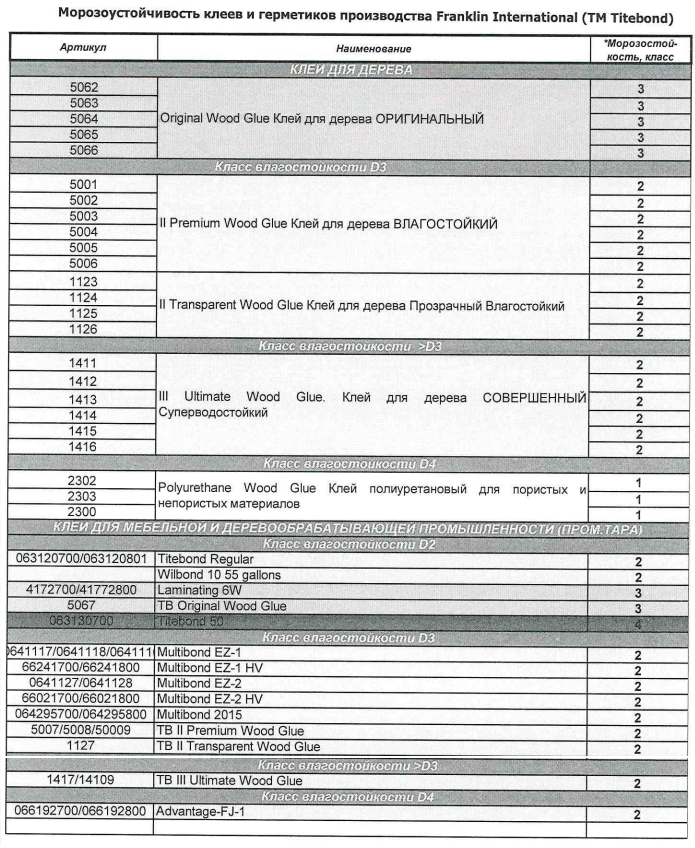 Морозоустойчивость клеев и герметиков производства Franklin International (TM Titebond)
Артикул Наименование *Морозостой-
кость, класс
КЛЕИ ДЛЯ ДЕРЕВА
5062 3
5063 3
5064 Original Wood Glue Клей для дерева ОРИГИНАЛЬНЫЙ 3
5065 3
5066 3
Класс влагостойкости D3
5001 2
5002 2
5003 2
5004 II Premium Wood Glue Клей для дерева ВЛАГОСТОЙКИЙ 2
5005 2
5006 2
1123 2
1124 II Transparent Wood Glue Клей для дерева Прозрачный Влагостойкий 2
1125 2
1126 2
Класс влагостойкости >D3
1411 2
1412 2
1413 III Ultimate Wood Glue. Клей для дерева СОВЕРШЕННЫЙ 2
1414 Суперводостойкий 2
1415 2
1416 2
Класс влагостойкости D4
2302 1
2303 Polyurethane Wood Glue Клей полиуретановый для пористых и 1
2300 непористых материалов 1
КЛЕИ ДЛЯ МЕБЕЛЬНОЙ И ДЕРЕВООБРАБАТЫВАЮЩЕЙ ПРОМЫШЛЕННОСТИ (ПРОМ.ТАРА)
Класс влагостойкости D2
063120700/063120801 Titebond Regular 2
Wilbond 10 55 gallons 2
4172700/41772800 Laminating 6W 3
5067 TB Original Wood Glue 3
063130700 Titebond 50 4
Класс влагостойкости D3
0641117/0641118/064111 Multibond EZ-1 2
66241700/66241800 Multibond EZ-1 HV 2
0641127/0641128 Multibond EZ-2 2
66021700/66021800 Multibond EZ-2 HV 2
064295700/064295800 Multibond 2015 2
5007/5008/50009 TB II Premium Wood Glue 2
1127 TB II Transparent Wood Glue 2
Класс влагостойкости >D3
1417/14109 TB III Ultimate Wood Glue 2
Класс влагостойкости D4
066192700/066192800 Advantage-FJ-1 2